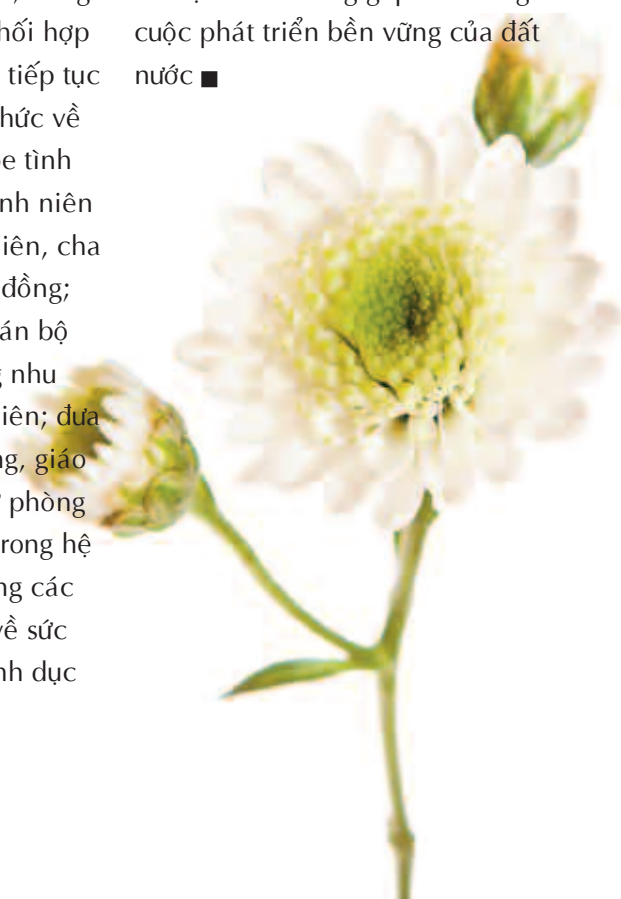 hối hợp
tiếp tục
hức về
e tình
nh niên
iên, cha
đồng;
án bộ
nhu
iên; đưa
ng, giáo
phòng
rong hệ
ng các
về sức
nh dục
cuộc phát triển bền vững của đất
nước ■